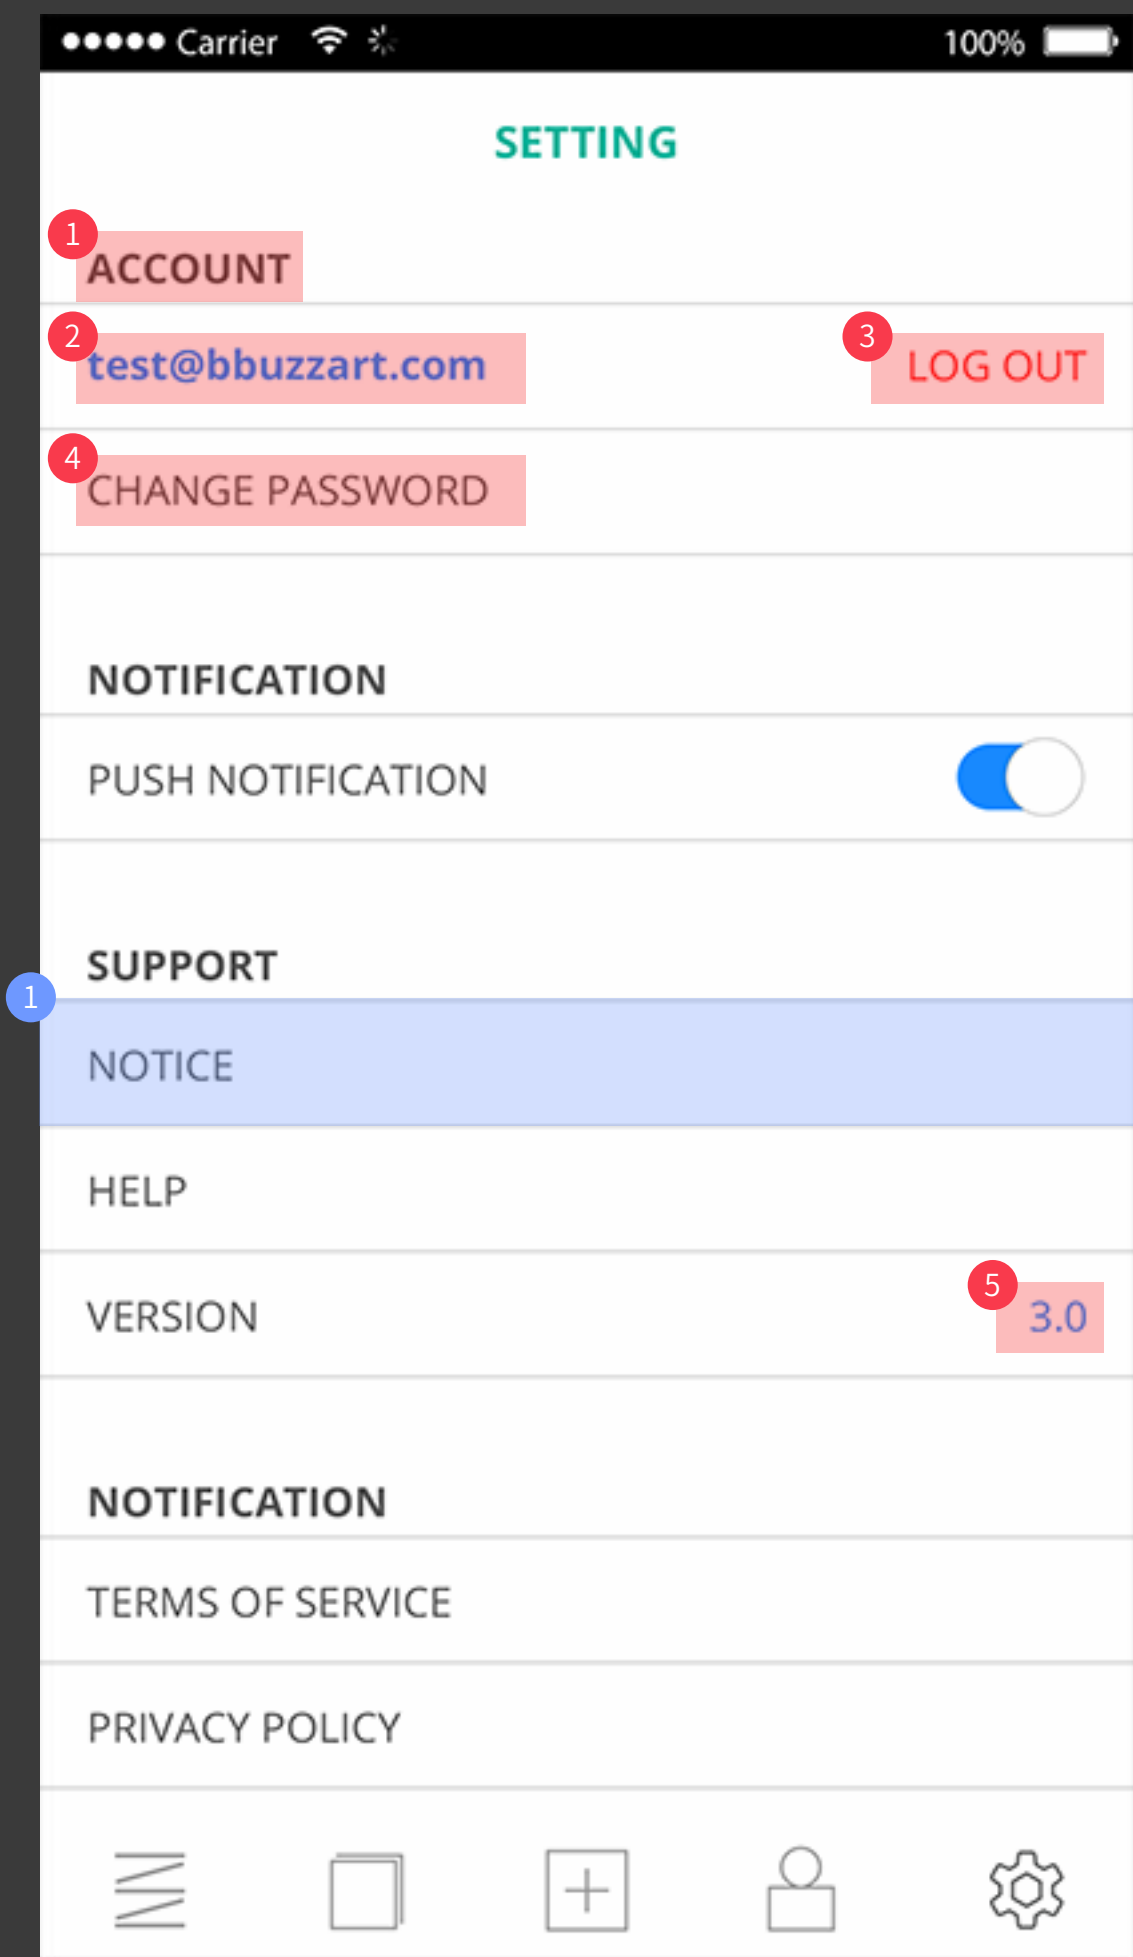 Carrier 100%
SETTING
1
ACCOUNT
2 3
test@bbuzzart.com LOG OUT
4
CHANGE PASSWORD
NOTIFICATION
PUSH NOTIFICATION
SUPPORT
1
NOTICE
HELP
5
VERSION 3.0
NOTIFICATION
TERMS OF SERVICE
PRIVACY POLICY